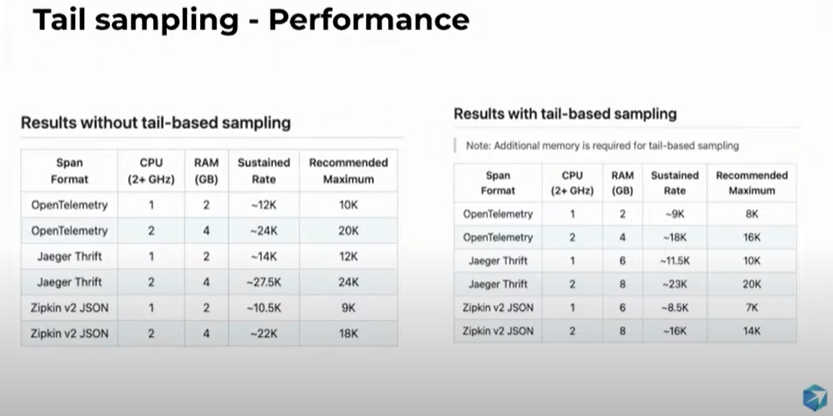 Tail sampling - Performance
Results without tail-based sampling
Span Format CPU (2+ GHz) RAM (GB) Sustained Rate Recommended Maximum
OpenTelemetry 1 2 ~12K 10K
OpenTelemetry 2 4 ~24K 20K
Jaeger Thrift 1 2 ~14K 12K
Jaeger Thrift 2 4 ~27.5K 24K
Zipkin v2 JSON 1 2 ~10.5K 9K
Zipkin v2 JSON 2 4 ~22K 18K
Results with tail-based sampling
Note: Additional memory is required for tail-based sampling
Span Format CPU (2+ GHz) RAM (GB) Sustained Rate Recommended Maximum
OpenTelemetry 1 2 ~9K 8K
OpenTelemetry 2 4 ~18K 16K
Jaeger Thrift 1 6 ~11.5K 10K
Jaeger Thrift 2 8 ~23K 20K
Zipkin v2 JSON 1 6 ~8.5K 7K
Zipkin v2 JSON 2 8 ~16K 14K